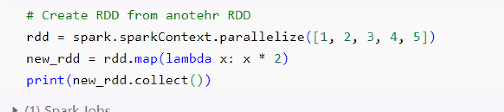 # Create RDD from anotehr RDD
rdd = spark.sparkContext.parallelize([1, 2, 3, 4, 5])
new_rdd = rdd.map(lambda x: x * 2)
print(new_rdd.collect())
(1) Spark Jobs